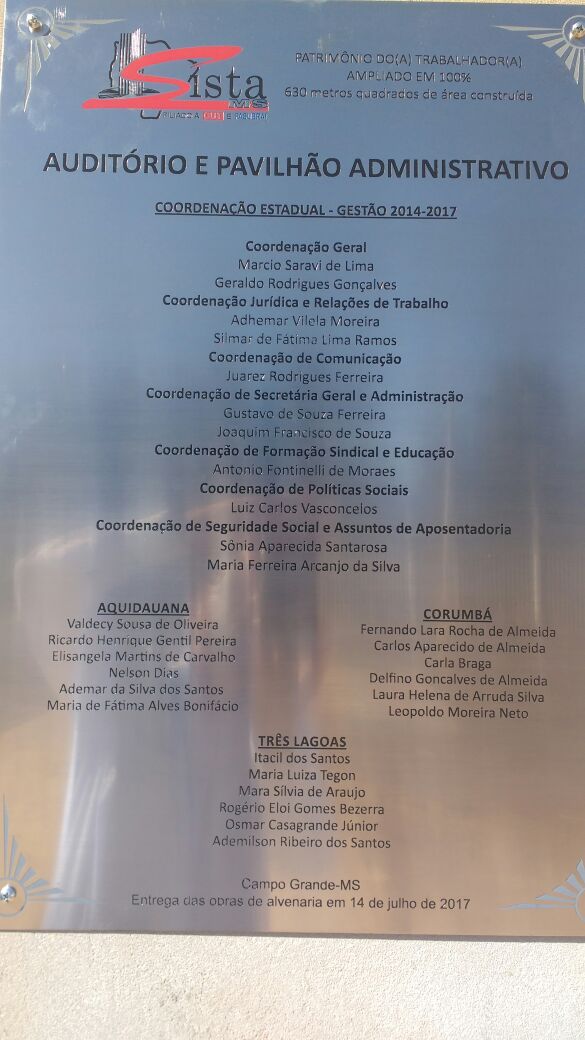 Sista
MS
FILIADO A CUT E FASUBRA
PATRIMÔNIO DO(A) TRABALHADOR(A)
AMPLIADO EM 100%
630 metros quadrados de área construída
AUDITÓRIO E PAVILHÃO ADMINISTRATIVO
COORDENAÇÃO ESTADUAL - GESTÃO 2014-2017
Coordenação Geral
Marcio Saravi de Lima
Geraldo Rodrigues Gonçalves
Coordenação Jurídica e Relações de Trabalho
Adhemar Vilela Moreira
Silmar de Fátima Lima Ramos
Coordenação de Comunicação
Juarez Rodrigues Ferreira
Coordenação de Secretária Geral e Administração
Gustavo de Souza Ferreira
Joaquim Francisco de Souza
Coordenação de Formação Sindical e Educação
Antonio Fontinelli de Moraes
Coordenação de Políticas Sociais
Luiz Carlos Vasconcelos
Coordenação de Seguridade Social e Assuntos de Aposentadoria
Sônia Aparecida Santarosa
Maria Ferreira Arcanjo da Silva
AQUIDAUANA
Valdecy Sousa de Oliveira
Ricardo Henrique Gentil Pereira
Elisangela Martins de Carvalho
Nelson Dias
Ademar da Silva dos Santos
Maria de Fátima Alves Bonifácio
CORUMBÁ
Fernando Lara Rocha de Almeida
Carlos Aparecido de Almeida
Carla Braga
Delfino Goncalves de Almeida
Laura Helena de Arruda Silva
Leopoldo Moreira Neto
TRÊS LAGOAS
Itacil dos Santos
Maria Luiza Tegon
Mara Sílvia de Araujo
Rogério Eloi Gomes Bezerra
Osmar Casagrande Júnior
Ademilson Ribeiro dos Santos
Campo Grande-MS
Entrega das obras de alvenaria em 14 de julho de 2017